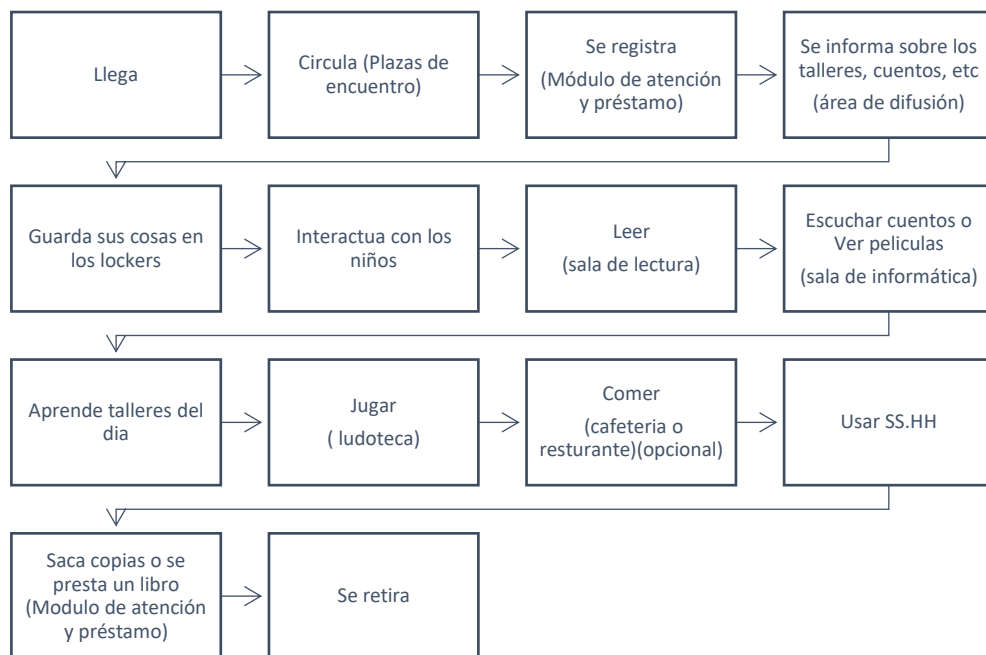 Llega
Circula (Plazas de
encuentro)
Se registra
(Módulo de atención
y préstamo)
Se informa sobre los
talleres, cuentos, etc
(área de difusión)
Guarda sus cosas en
los lockers
Interactua con los
niños
Leer
(sala de lectura)
Escuchar cuentos o
Ver peliculas
(sala de informática)
Aprende talleres del
dia
Jugar
( ludoteca)
Comer
(cafeteria o
resturante)(opcional)
Usar SS.HH
Saca copias o se
presta un libro
(Modulo de atención
y préstamo)
Se retira